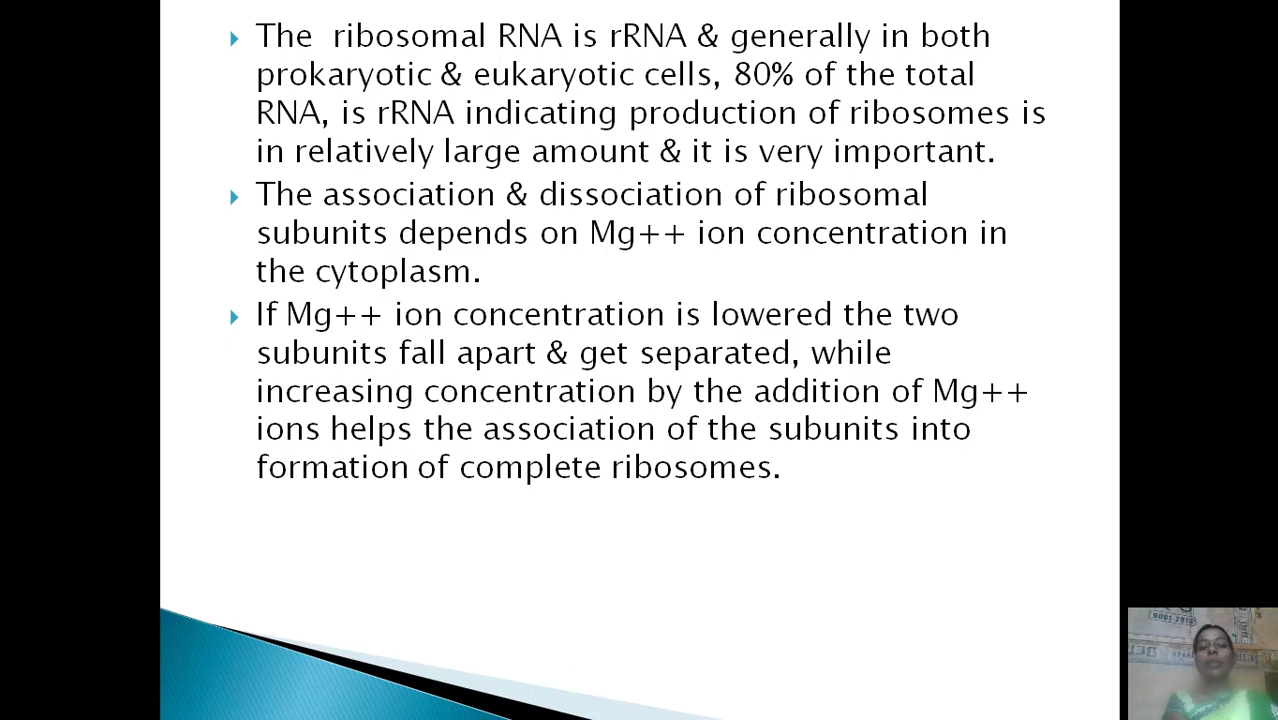 The ribosomal RNA is rRNA & generally in both
prokaryotic & eukaryotic cells, 80% of the total
RNA, is rRNA indicating production of ribosomes is
in relatively large amount & it is very important.
The association & dissociation of ribosomal
subunits depends on Mg++ ion concentration in
the cytoplasm.
If Mg++ ion concentration is lowered the two
subunits fall apart & get separated, while
increasing concentration by the addition of Mg++
ions helps the association of the subunits into
formation of complete ribosomes.